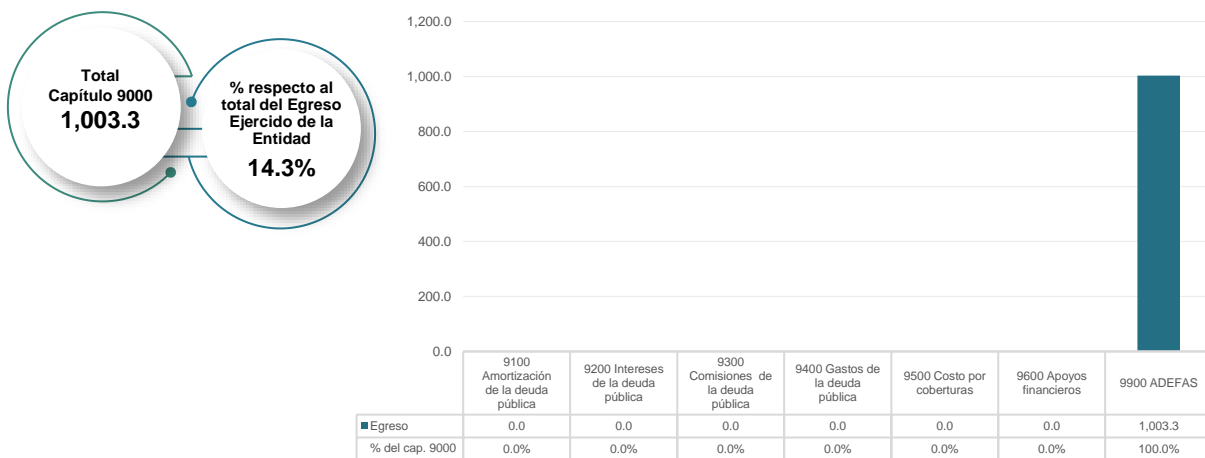 Total
Capítulo 9000
1,003.3
% respecto al
total del Egreso
Ejercido de la
Entidad
14.3%
1,200.0
1,000.0
800.0
600.0
400.0
200.0
0.0
9100
Amortización
de la deuda
pública
9200 Intereses
de la deuda
pública
9300
Comisiones de
la deuda
pública
9400 Gastos de
la deuda
pública
9500 Costo por
coberturas
9600 Apoyos
financieros
9900 ADEFAS
Egreso 0.0 0.0 0.0 0.0 0.0 0.0 1,003.3
% del cap. 9000 0.0% 0.0% 0.0% 0.0% 0.0% 0.0% 100.0%